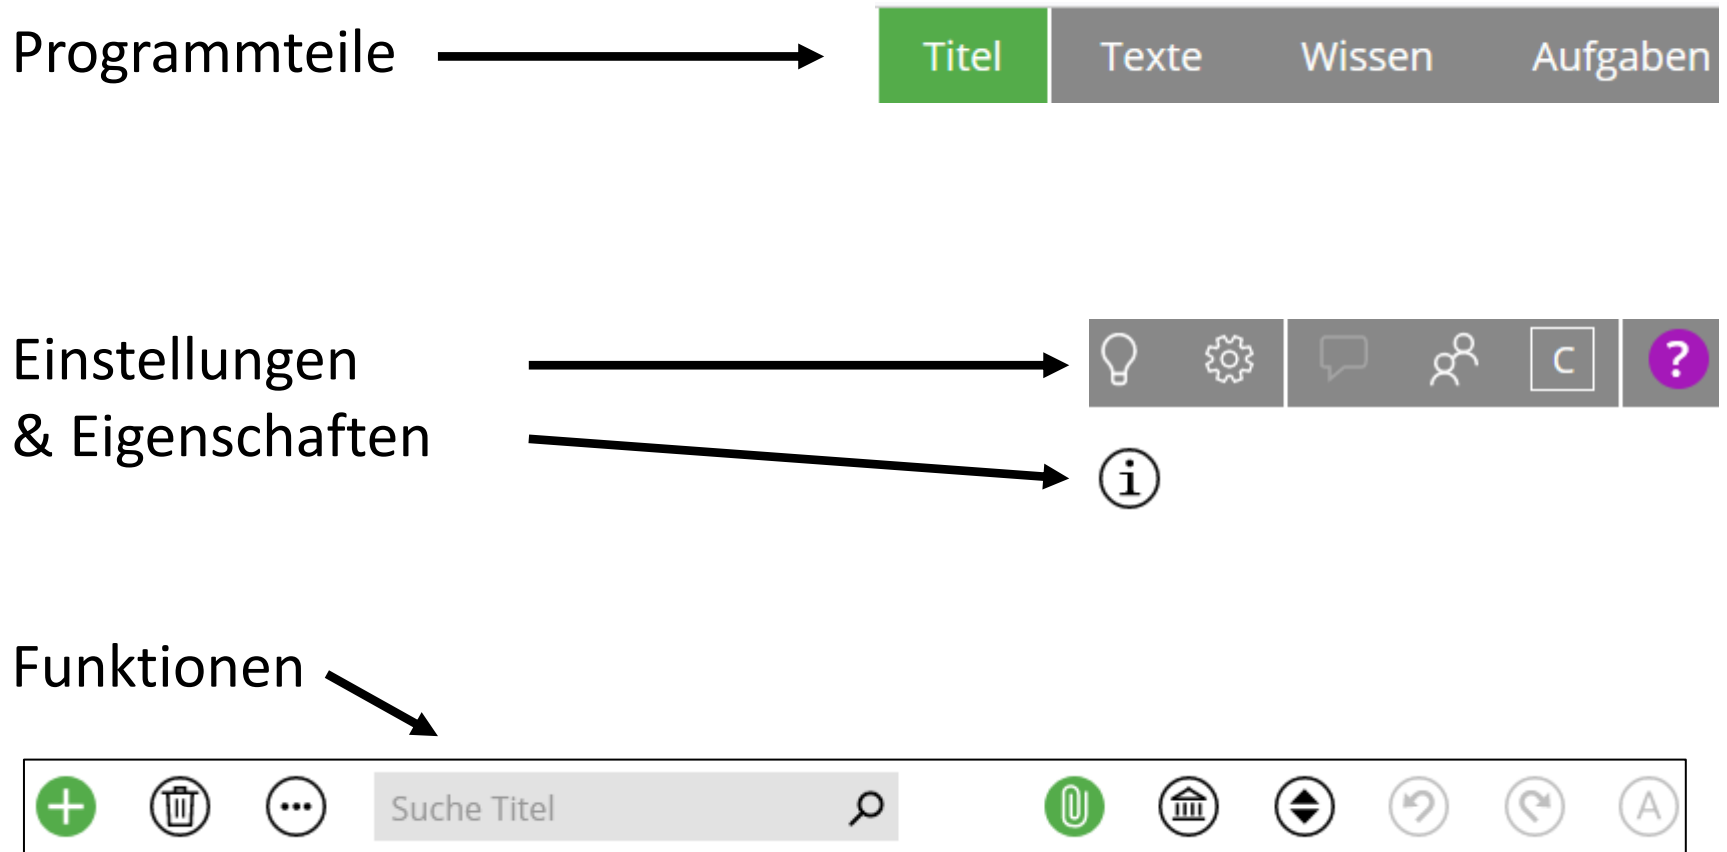 Programmteile
Titel Texte Wissen Aufgaben
Einstellungen
& Eigenschaften
C ?
i
Funktionen
Suche Titel
A